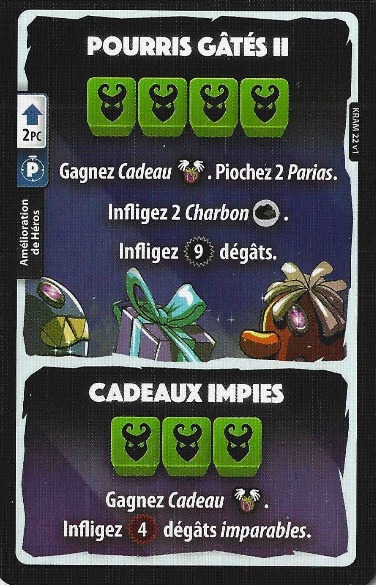 POURRIS GÂTÉS II
2PC
P
Amélioration
de Héros
KRAM 22 v1
Gagnez Cadeau . Piochez 2 Parias.
Infligez 2 Charbon .
Infligez 9 dégâts.
CADEAUX IMPIES
Gagnez Cadeau .
Infligez 4 dégâts imparables.